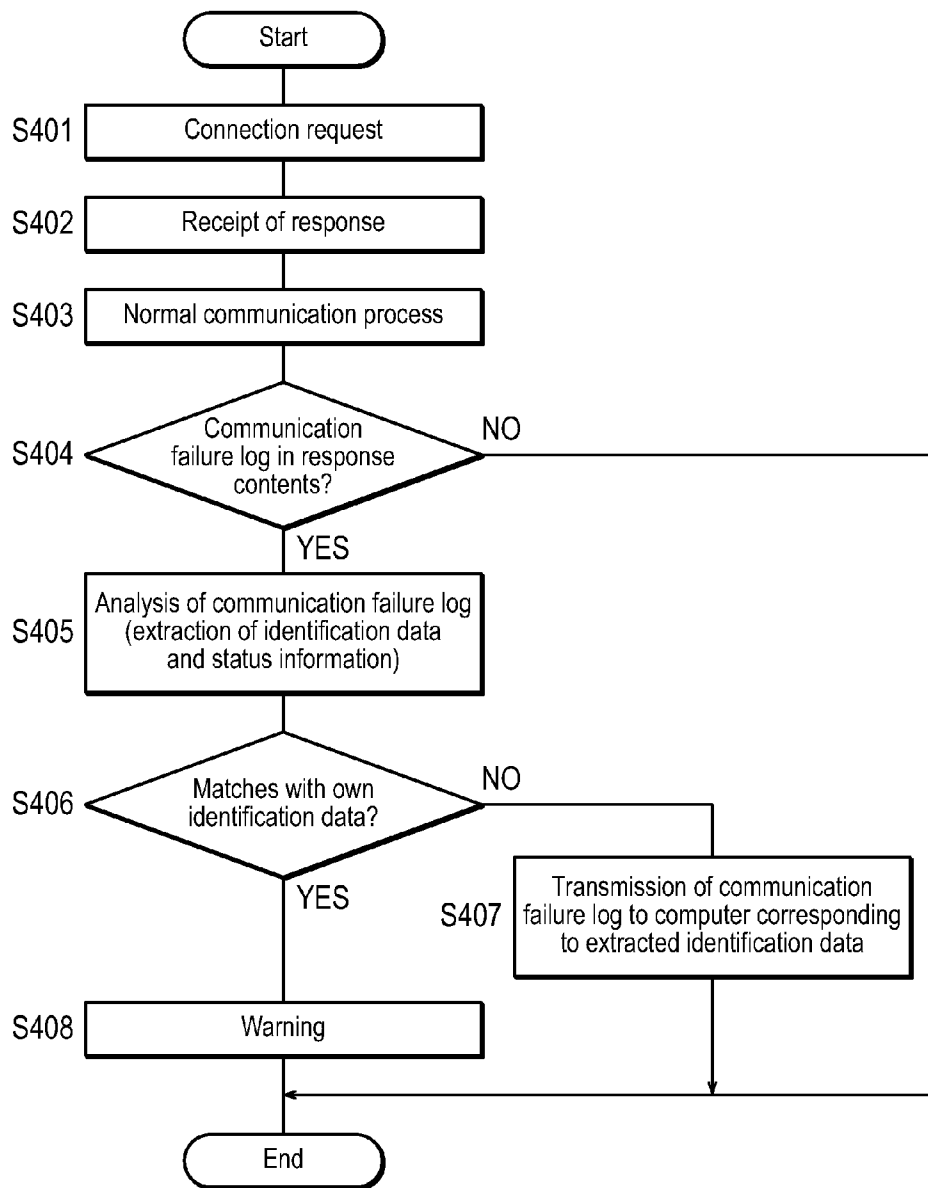 Start
S401
Connection request
S402
Receipt of response
S403
Normal communication process
S404
Communication
failure log in response
contents?
NO
YES
S405
Analysis of communication failure log
(extraction of identification data
and status information)
S406
Matches with own
identification data?
NO
YES
S407
Transmission of communication
failure log to computer corresponding
to extracted identification data
S408
Warning
End